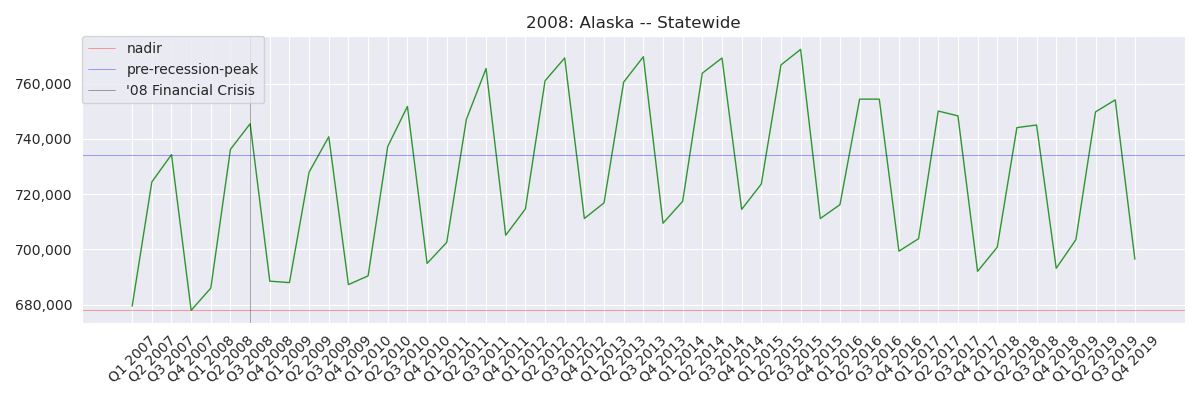 2008: Alaska -- Statewide
nadir
pre-recession-peak
'08 Financial Crisis
760,000
740,000
720,000
700,000
680,000
Q1 2007
Q2 2007
Q3 2007
Q4 2007
Q1 2008
Q2 2008
Q3 2008
Q4 2008
Q1 2009
Q2 2009
Q3 2009
Q4 2009
Q1 2010
Q2 2010
Q3 2010
Q4 2010
Q1 2011
Q2 2011
Q3 2011
Q4 2011
Q1 2012
Q2 2012
Q3 2012
Q4 2012
Q1 2013
Q2 2013
Q3 2013
Q4 2013
Q1 2014
Q2 2014
Q3 2014
Q4 2014
Q1 2015
Q2 2015
Q3 2015
Q4 2015
Q1 2016
Q2 2016
Q3 2016
Q4 2016
Q1 2017
Q2 2017
Q3 2017
Q4 2017
Q1 2018
Q2 2018
Q3 2018
Q4 2018
Q1 2019
Q2 2019
Q3 2019
Q4 2019